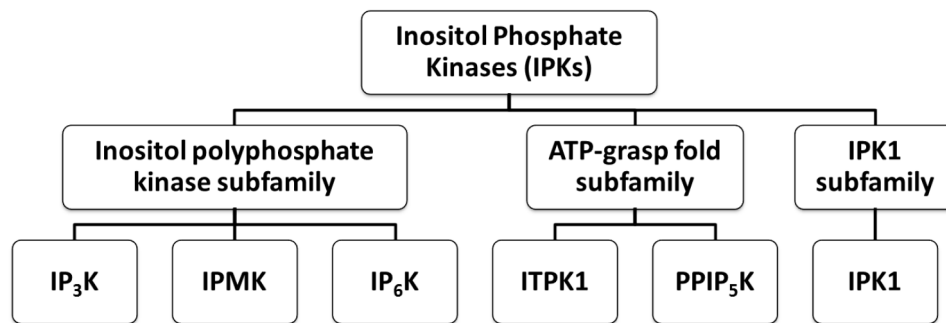 Inositol Phosphate
Kinases (IPKs)
Inositol polyphosphate
kinase subfamily
ATP-grasp fold
subfamily
IPK1
subfamily
IP₃K
IPMK
IP₆K
ITPK1
PPIP₅K
IPK1